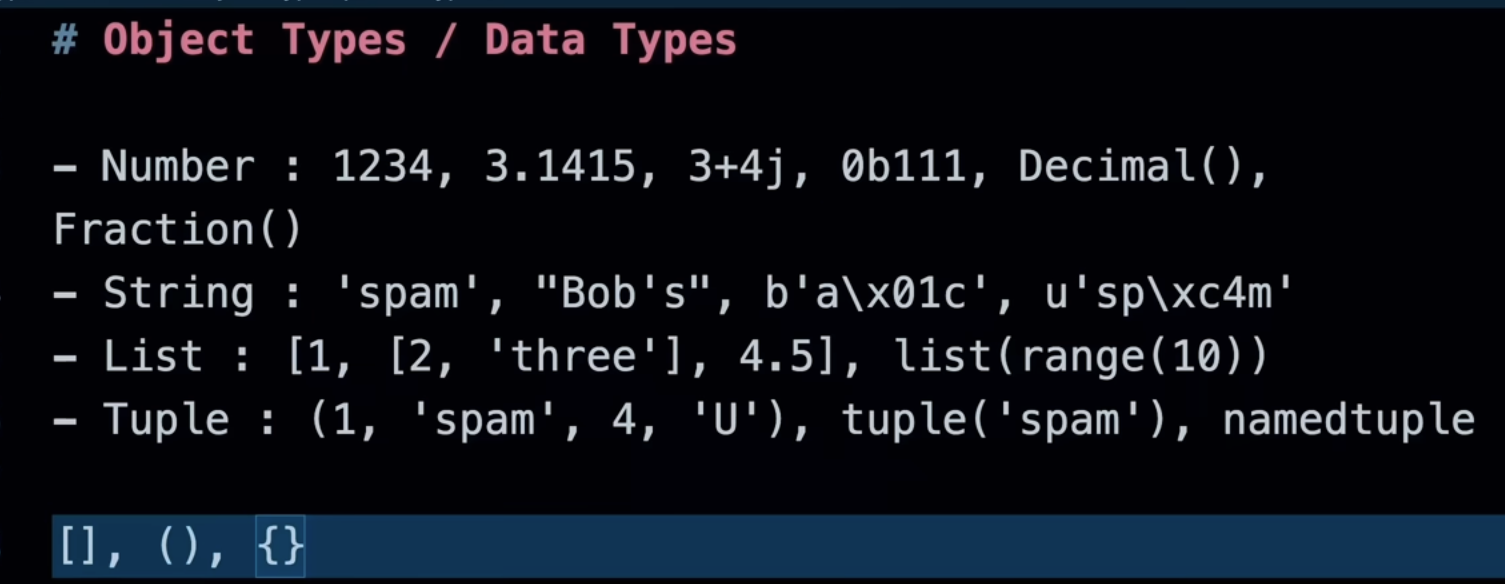 # Object Types / Data Types
- Number : 1234, 3.1415, 3+4j, 0b111, Decimal(),
Fraction()
- String : 'spam', "Bob's", b'a\x01c', u'sp\xc4m'
- List : [1, [2, 'three'], 4.5], list(range(10))
- Tuple : (1, 'spam', 4, 'U'), tuple('spam'), namedtuple
[], (), {}